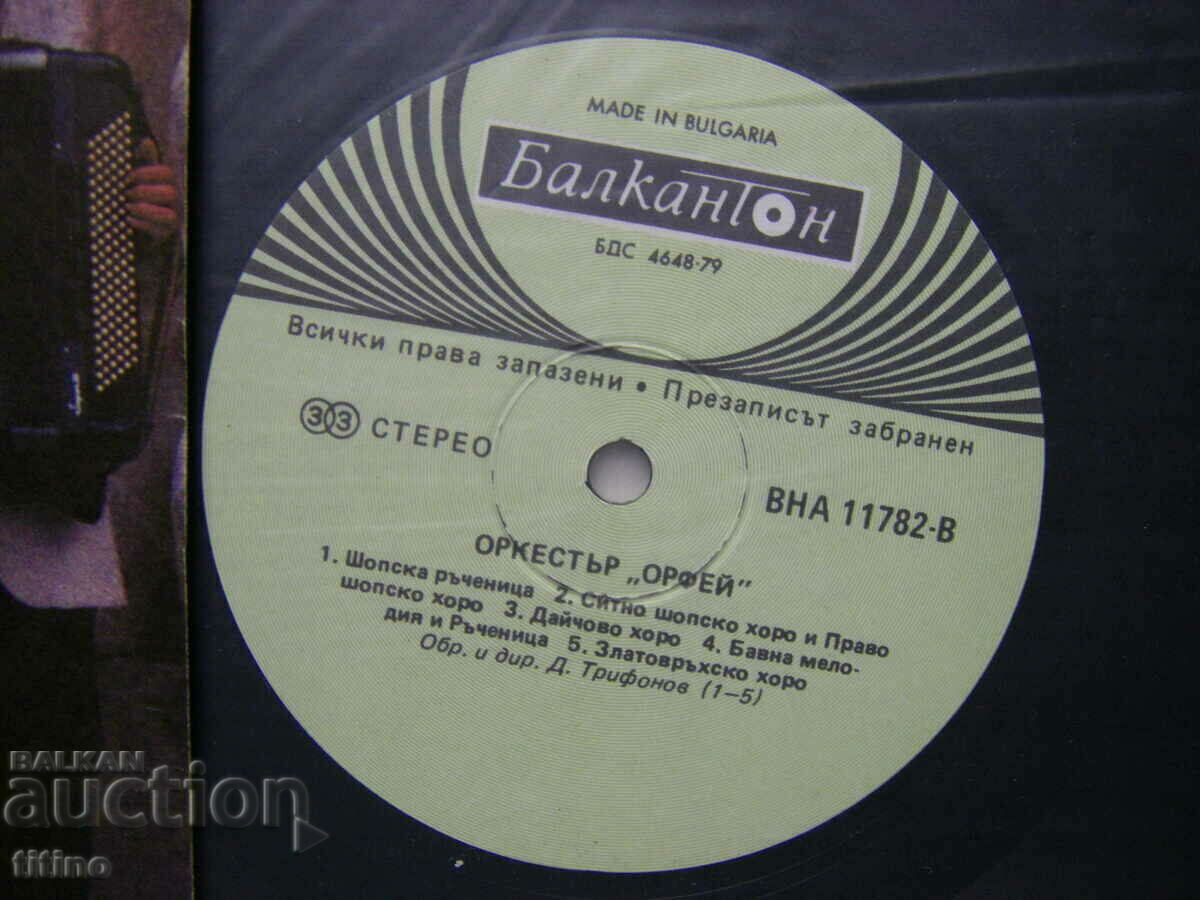 MADE IN BULGARIA
БалканТон
БДС 4648-79
Всички права запазени • Презаписът забранен
33 СТЕРЕО
ВНА 11782-В
ОРКЕСТЪР „ОРФЕЙ"
1. Шопска ръченица 2. Ситно шопско хоро и Право
шопско хоро 3. Дайчово хоро 4. Бавна мело-
дия и Ръченица 5. Златовръхско хоро
Обр. и дир. Д. Трифонов (1—5)
BALKAN
auction
titino